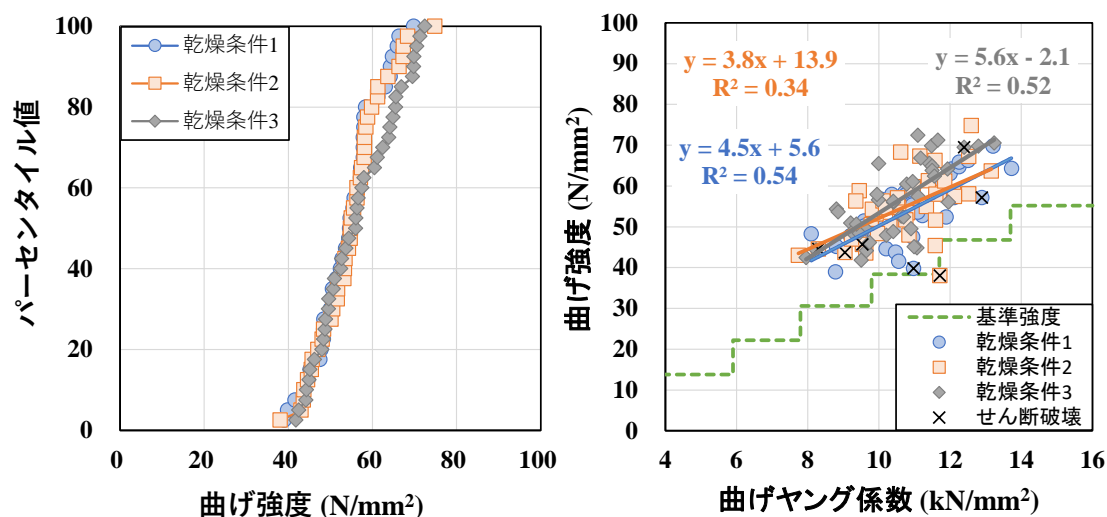 100
80
60
40
20
0
パーセンタイル値
乾燥条件1
乾燥条件2
乾燥条件3
0 20 40 60 80 100
曲げ強度 (N/mm²)
100
90
80
70
60
50
40
30
20
10
0
曲げ強度 (N/mm²)
y = 3.8x + 13.9
R² = 0.34
y = 5.6x - 2.1
R² = 0.52
y = 4.5x + 5.6
R² = 0.54
基準強度
乾燥条件1
乾燥条件2
乾燥条件3
せん断破壊
4 6 8 10 12 14 16
曲げヤング係数 (kN/mm²)